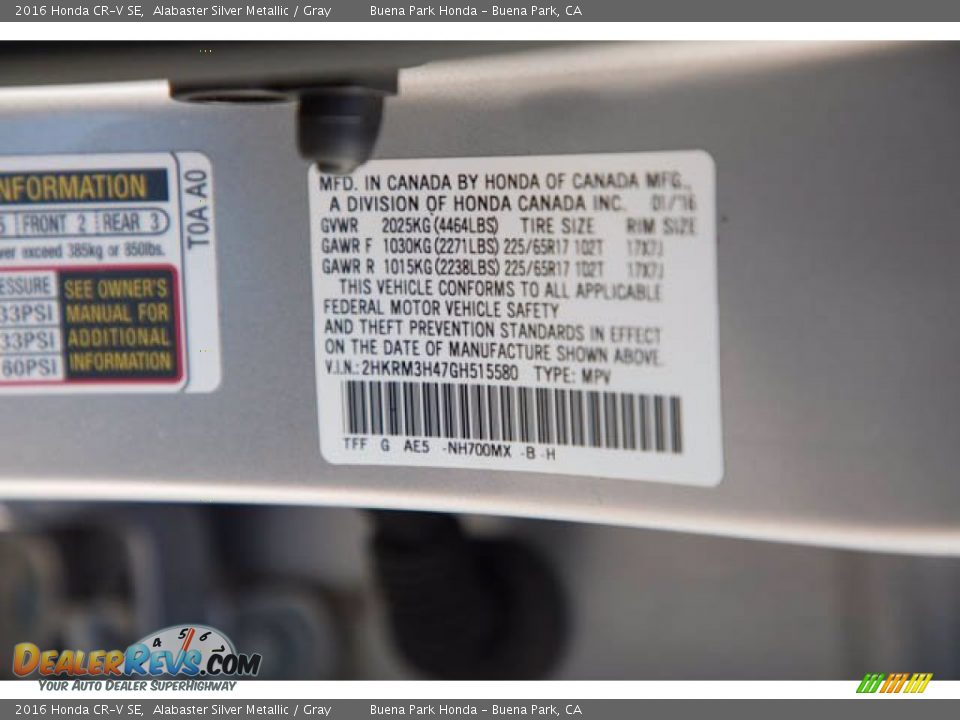 2016 Honda CR-V SE, Alabaster Silver Metallic / Gray Buena Park Honda - Buena Park, CA
NFORMATION
5 FRONT 2 REAR 3
ver exceed 385kg or 850lbs.
ESSURE
33PSI
33PSI
60PSI
SEE OWNER'S
MANUAL FOR
ADDITIONAL
INFORMATION
T0A A0
MFD. IN CANADA BY HONDA OF CANADA MFG.,
A DIVISION OF HONDA CANADA INC. 01/'16
GVWR 2025KG(4464LBS) TIRE SIZE RIM SIZE
GAWR F 1030KG(2271LBS) 225/65R17 102T 17X7J
GAWR R 1015KG(2238LBS) 225/65R17 102T 17X7J
THIS VEHICLE CONFORMS TO ALL APPLICABLE
FEDERAL MOTOR VEHICLE SAFETY
AND THEFT PREVENTION STANDARDS IN EFFECT
ON THE DATE OF MANUFACTURE SHOWN ABOVE.
V.I.N.: 2HKRM3H47GH515580 TYPE: MPV
TFF G AE5 -NH700MX -B -H
4 5 6 7
DEALERREVS.COM
YOUR AUTO DEALER SUPERHIGHWAY
2016 Honda CR-V SE, Alabaster Silver Metallic / Gray Buena Park Honda - Buena Park, CA